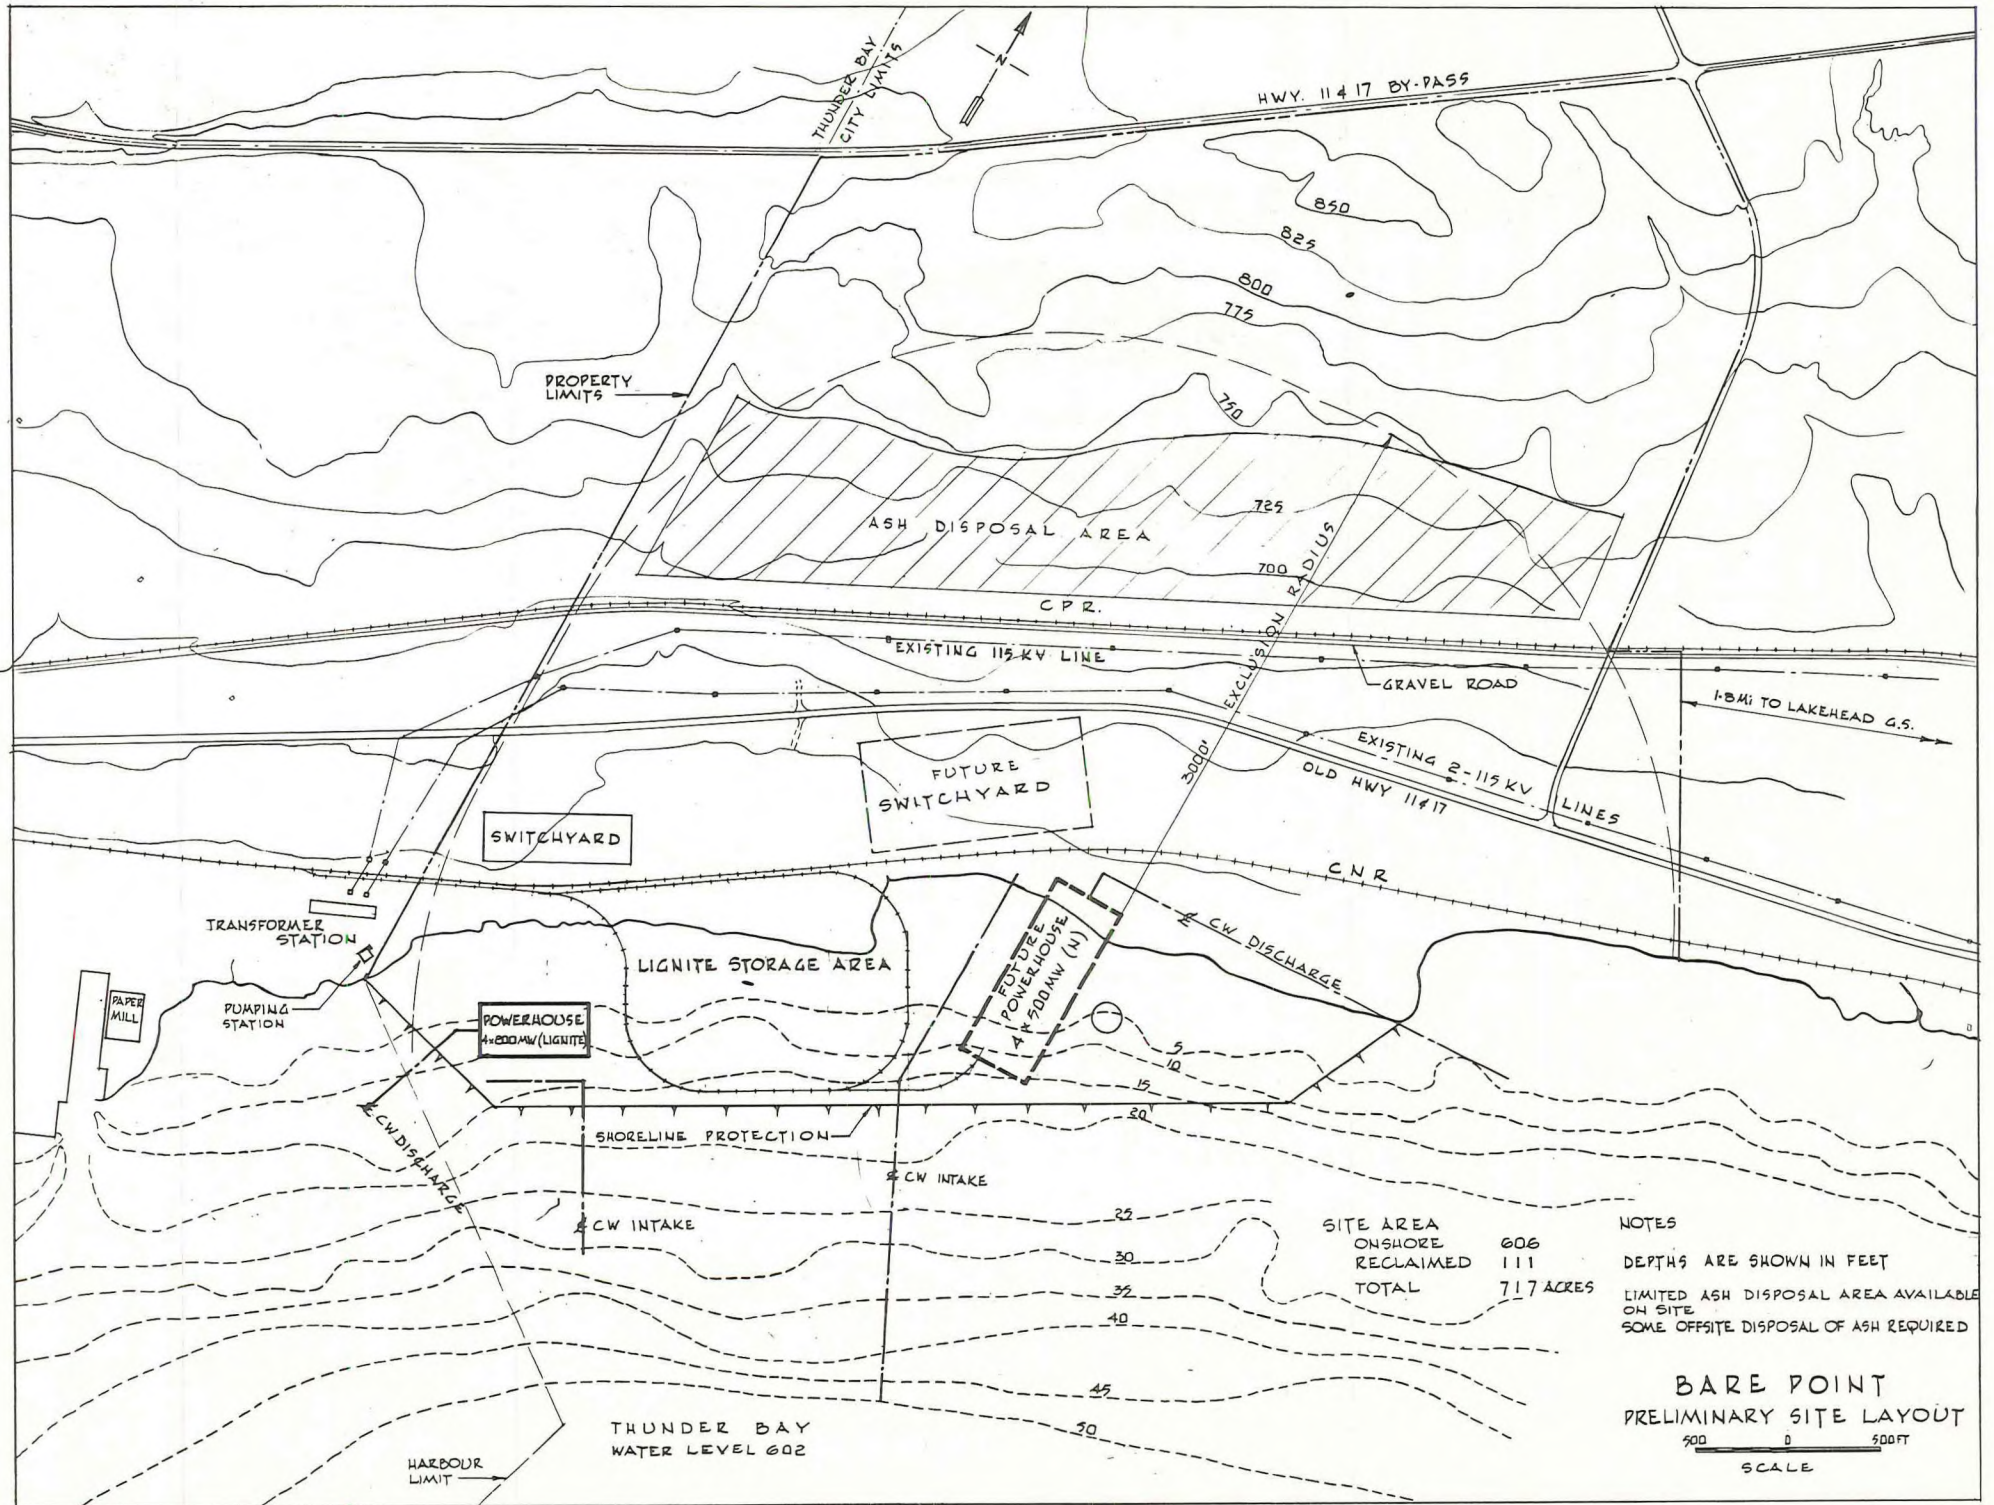 THUNDER BAY
CITY LIMITS
N
HWY. 11 & 17 BY-PASS
850
825
800
775
750
PROPERTY
LIMITS
725
ASH DISPOSAL AREA
700
EXCLUSION RADIUS
3000'
C P R.
EXISTING 115 KV LINE
GRAVEL ROAD
1.8 Mi TO LAKEHEAD G.S.
FUTURE
SWITCHYARD
EXISTING 2-115 KV LINES
OLD HWY 11 & 17
SWITCHYARD
C N R
TRANSFORMER
STATION
CW DISCHARGE
LIGNITE STORAGE AREA
FUTURE
POWERHOUSE
4 x 500 MW (N)
PAPER
MILL
PUMPING
STATION
POWERHOUSE
4x200 MW (LIGNITE)
5
10
15
20
℄ CW DISCHARGE
SHORELINE PROTECTION
℄ CW INTAKE
℄ CW INTAKE
25
30
35
40
45
50
SITE AREA
ONSHORE 606
RECLAIMED 111
TOTAL 717 ACRES
NOTES
DEPTHS ARE SHOWN IN FEET
LIMITED ASH DISPOSAL AREA AVAILABLE
ON SITE
SOME OFFSITE DISPOSAL OF ASH REQUIRED
BARE POINT
PRELIMINARY SITE LAYOUT
500 0 500 FT
SCALE
THUNDER BAY
WATER LEVEL 602
HARBOUR
LIMIT